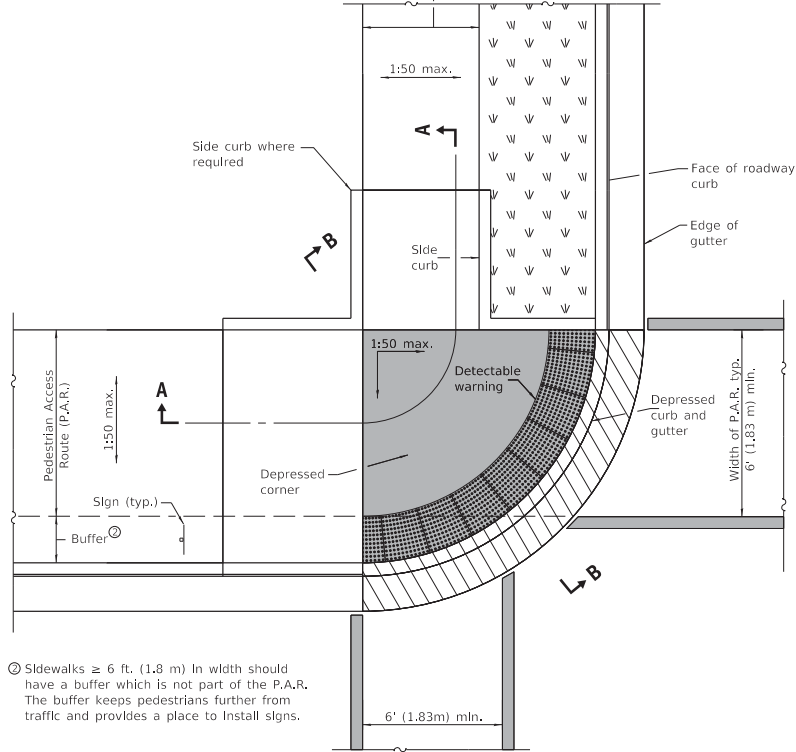 1:50 max.
A
Side curb where
required
Face of roadway
curb
B
Side
curb
Edge of
gutter
1:50 max.
Pedestrian Access
Route (P.A.R.)
1:50 max.
A
Detectable
warning
Depressed
curb and
gutter
Width of P.A.R. typ.
6' (1.83 m) min.
Depressed
corner
Sign (typ.)
Buffer ②
B
② Sidewalks ≥ 6 ft. (1.8 m) in width should
have a buffer which is not part of the P.A.R.
The buffer keeps pedestrians further from
traffic and provides a place to install signs.
6' (1.83m) min.